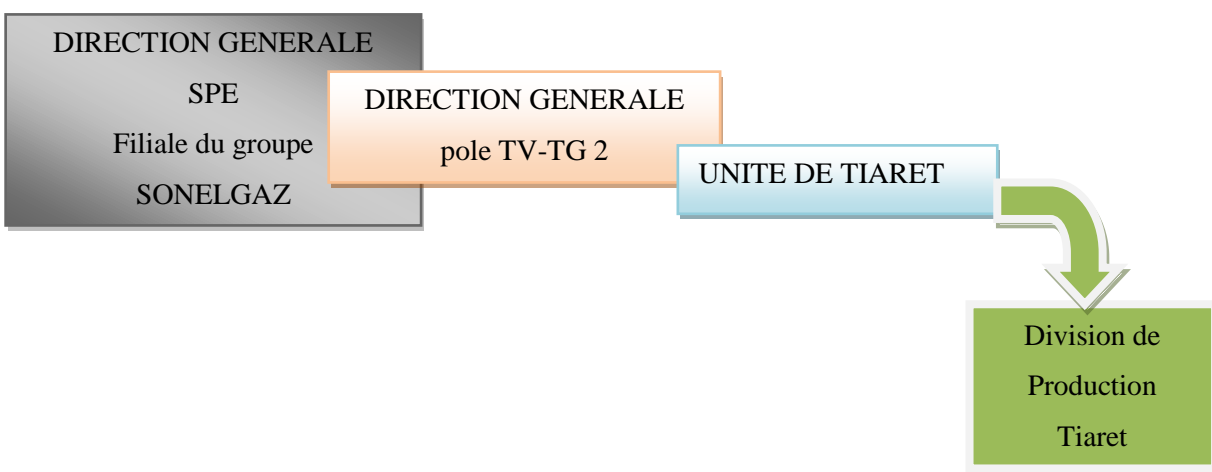 DIRECTION GENERALE
SPE
Filiale du groupe
SONELGAZ
DIRECTION GENERALE
pole TV-TG 2
UNITE DE TIARET
Division de
Production
Tiaret